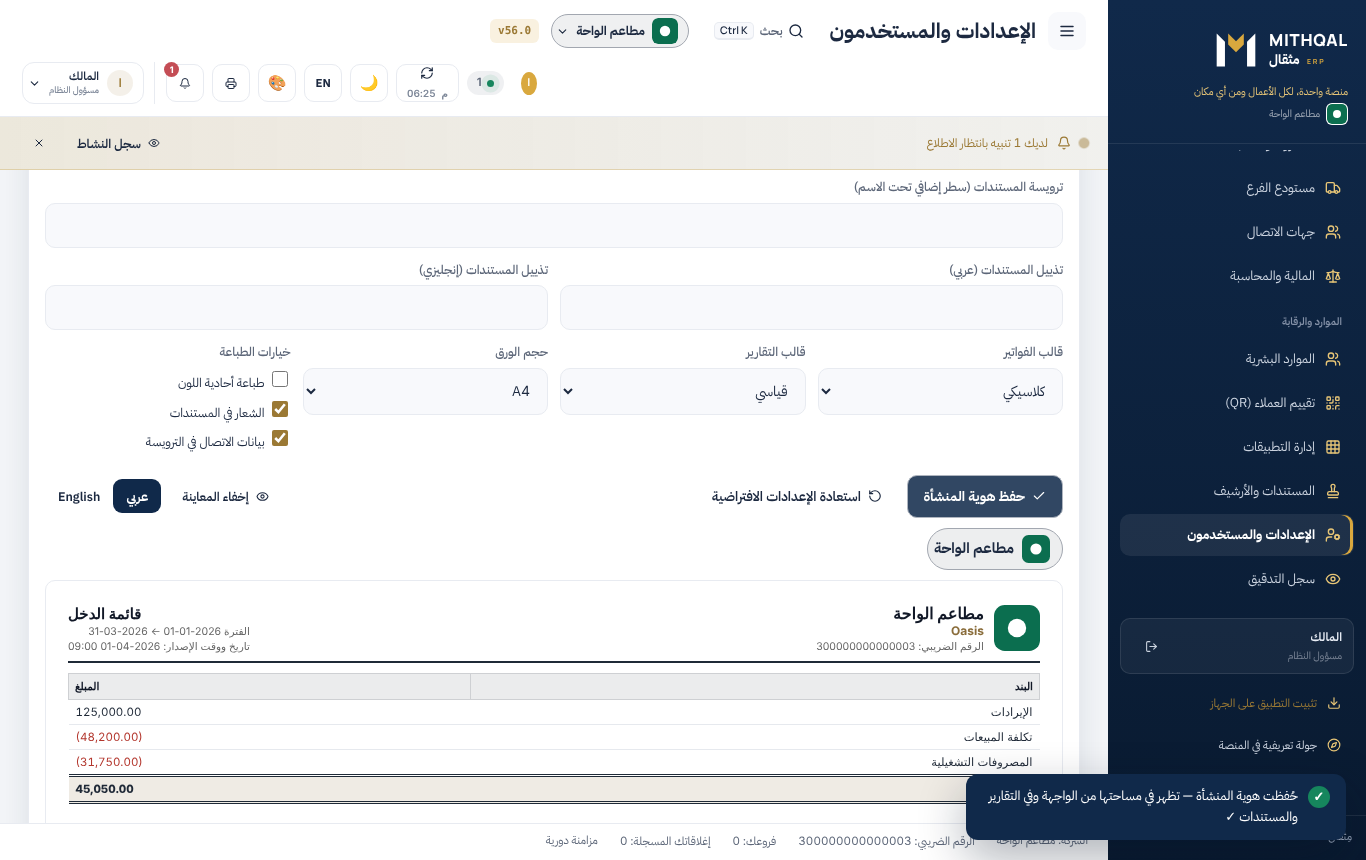 MITHQAL
مثقال ERP
منصة واحدة، لكل الأعمال ومن أي مكان
مطاعم الواحة
مستودع الفرع
جهات الاتصال
المالية والمحاسبة
الموارد والرقابة
الموارد البشرية
تقييم العملاء (QR)
إدارة التطبيقات
المستندات والأرشيف
الإعدادات والمستخدمون
سجل التدقيق
المالك
مسؤول النظام
تثبيت التطبيق على الجهاز
جولة تعريفية في المنصة
الإعدادات والمستخدمون
بحث Ctrl K
مطاعم الواحة
v56.0
ا
1
06:25 م
🌙
EN
🎨
1
ا
المالك
مسؤول النظام
لديك 1 تنبيه بانتظار الاطلاع
سجل النشاط
ترويسة المستندات (سطر إضافي تحت الاسم)
تذييل المستندات (عربي)
تذييل المستندات (إنجليزي)
قالب الفواتير
قالب التقارير
حجم الورق
خيارات الطباعة
كلاسيكي
قياسي
A4
طباعة أحادية اللون
الشعار في المستندات
بيانات الاتصال في الترويسة
حفظ هوية المنشأة
استعادة الإعدادات الافتراضية
إخفاء المعاينة
عربي
English
مطاعم الواحة
مطاعم الواحة
Oasis
الرقم الضريبي: 300000000000003
قائمة الدخل
الفترة 2026-01-01 ← 2026-03-31
تاريخ ووقت الإصدار: 2026-04-01 09:00
البند المبلغ
الإيرادات 125,000.00
تكلفة المبيعات (48,200.00)
المصروفات التشغيلية (31,750.00)
45,050.00
حُفظت هوية المنشأة — تظهر في مساحتها من الواجهة وفي التقارير
والمستندات ✓
الشركة: مطاعم الواحة
الرقم الضريبي: 300000000000003
فروعك: 0
إغلاقاتك المسجلة: 0
مزامنة دورية